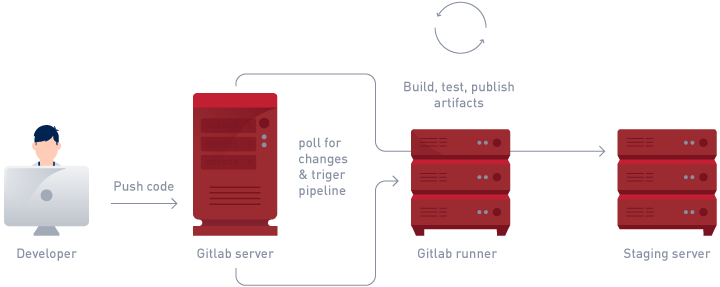 Build, test, publish
artifacts
poll for
changes
& triger
pipeline
Push code
Developer
Gitlab server
Gitlab runner
Staging server